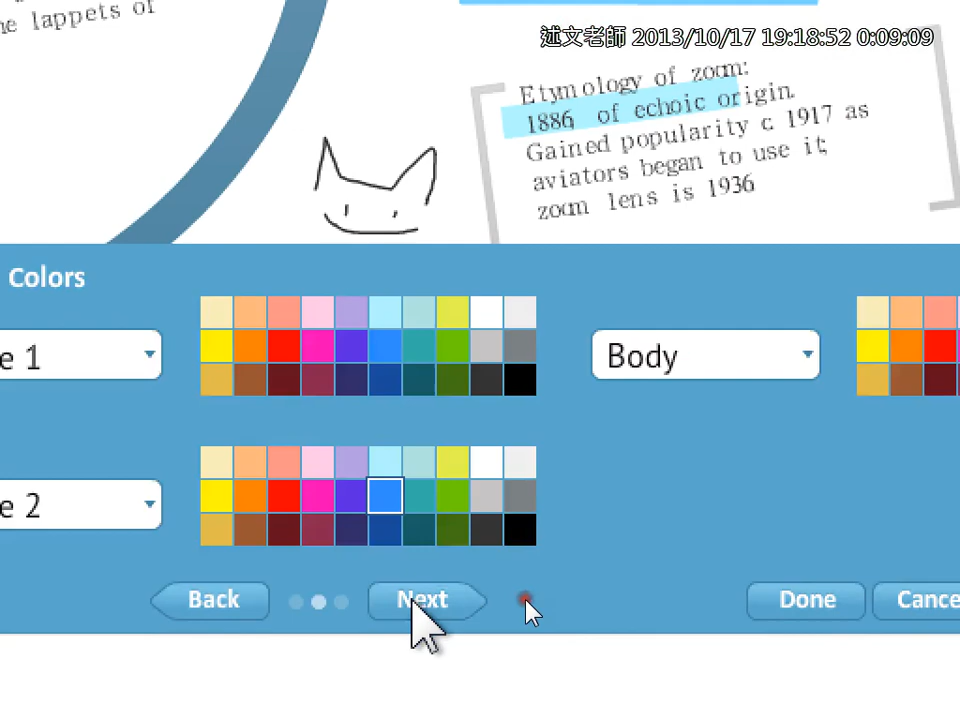 he lappets of
述文老師 2013/10/17 19:18:52 0:09:09
Etymology of zoom:
1886, of echoic origin.
Gained popularity c. 1917 as
aviators began to use it;
zoom lens is 1936
Colors
e 1
Body
e 2
Back
Next
Done
Cance